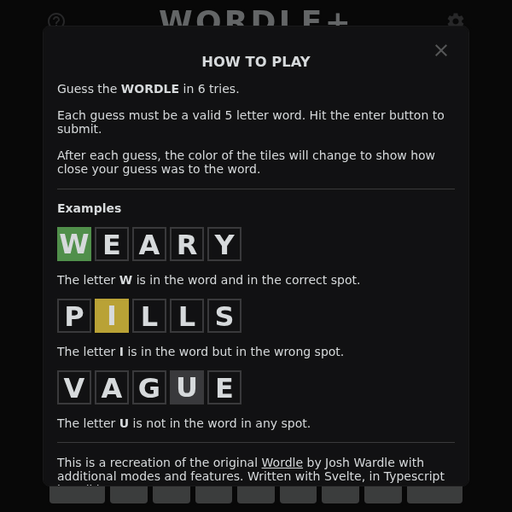 WORDLE+
HOW TO PLAY
Guess the WORDLE in 6 tries.
Each guess must be a valid 5 letter word. Hit the enter button to
submit.
After each guess, the color of the tiles will change to show how
close your guess was to the word.
Examples
WEARY
The letter W is in the word and in the correct spot.
PILLS
The letter I is in the word but in the wrong spot.
VAGUE
The letter U is not in the word in any spot.
This is a recreation of the original Wordle by Josh Wardle with
additional modes and features. Written with Svelte, in Typescript